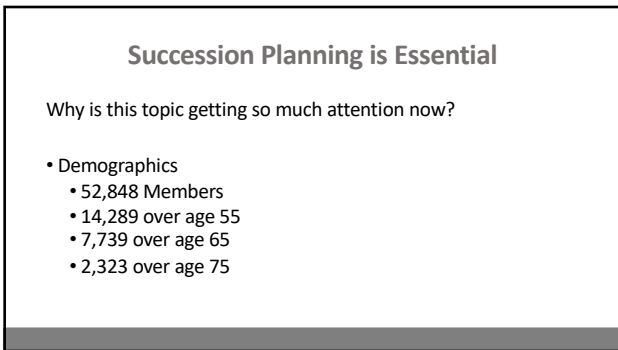 Succession Planning is Essential
Why is this topic getting so much attention now?
• Demographics
• 52,848 Members
• 14,289 over age 55
• 7,739 over age 65
• 2,323 over age 75